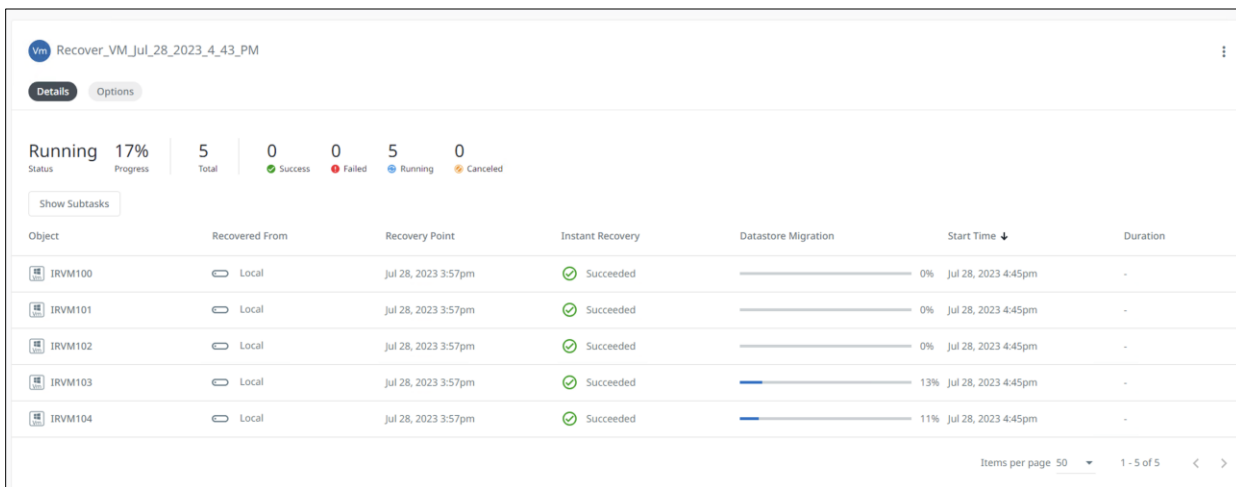 Vm Recover_VM_Jul_28_2023_4_43_PM
Details Options
Running 17% 5 0 0 5 0
Status Progress Total Success Failed Running Canceled
Show Subtasks
Object Recovered From Recovery Point Instant Recovery Datastore Migration Start Time Duration
Vm IRVM100 Local Jul 28, 2023 3:57pm Succeeded 0% Jul 28, 2023 4:45pm -
Vm IRVM101 Local Jul 28, 2023 3:57pm Succeeded 0% Jul 28, 2023 4:45pm -
Vm IRVM102 Local Jul 28, 2023 3:57pm Succeeded 0% Jul 28, 2023 4:45pm -
Vm IRVM103 Local Jul 28, 2023 3:57pm Succeeded 13% Jul 28, 2023 4:45pm -
Vm IRVM104 Local Jul 28, 2023 3:57pm Succeeded 11% Jul 28, 2023 4:45pm -
Items per page 50 1 - 5 of 5